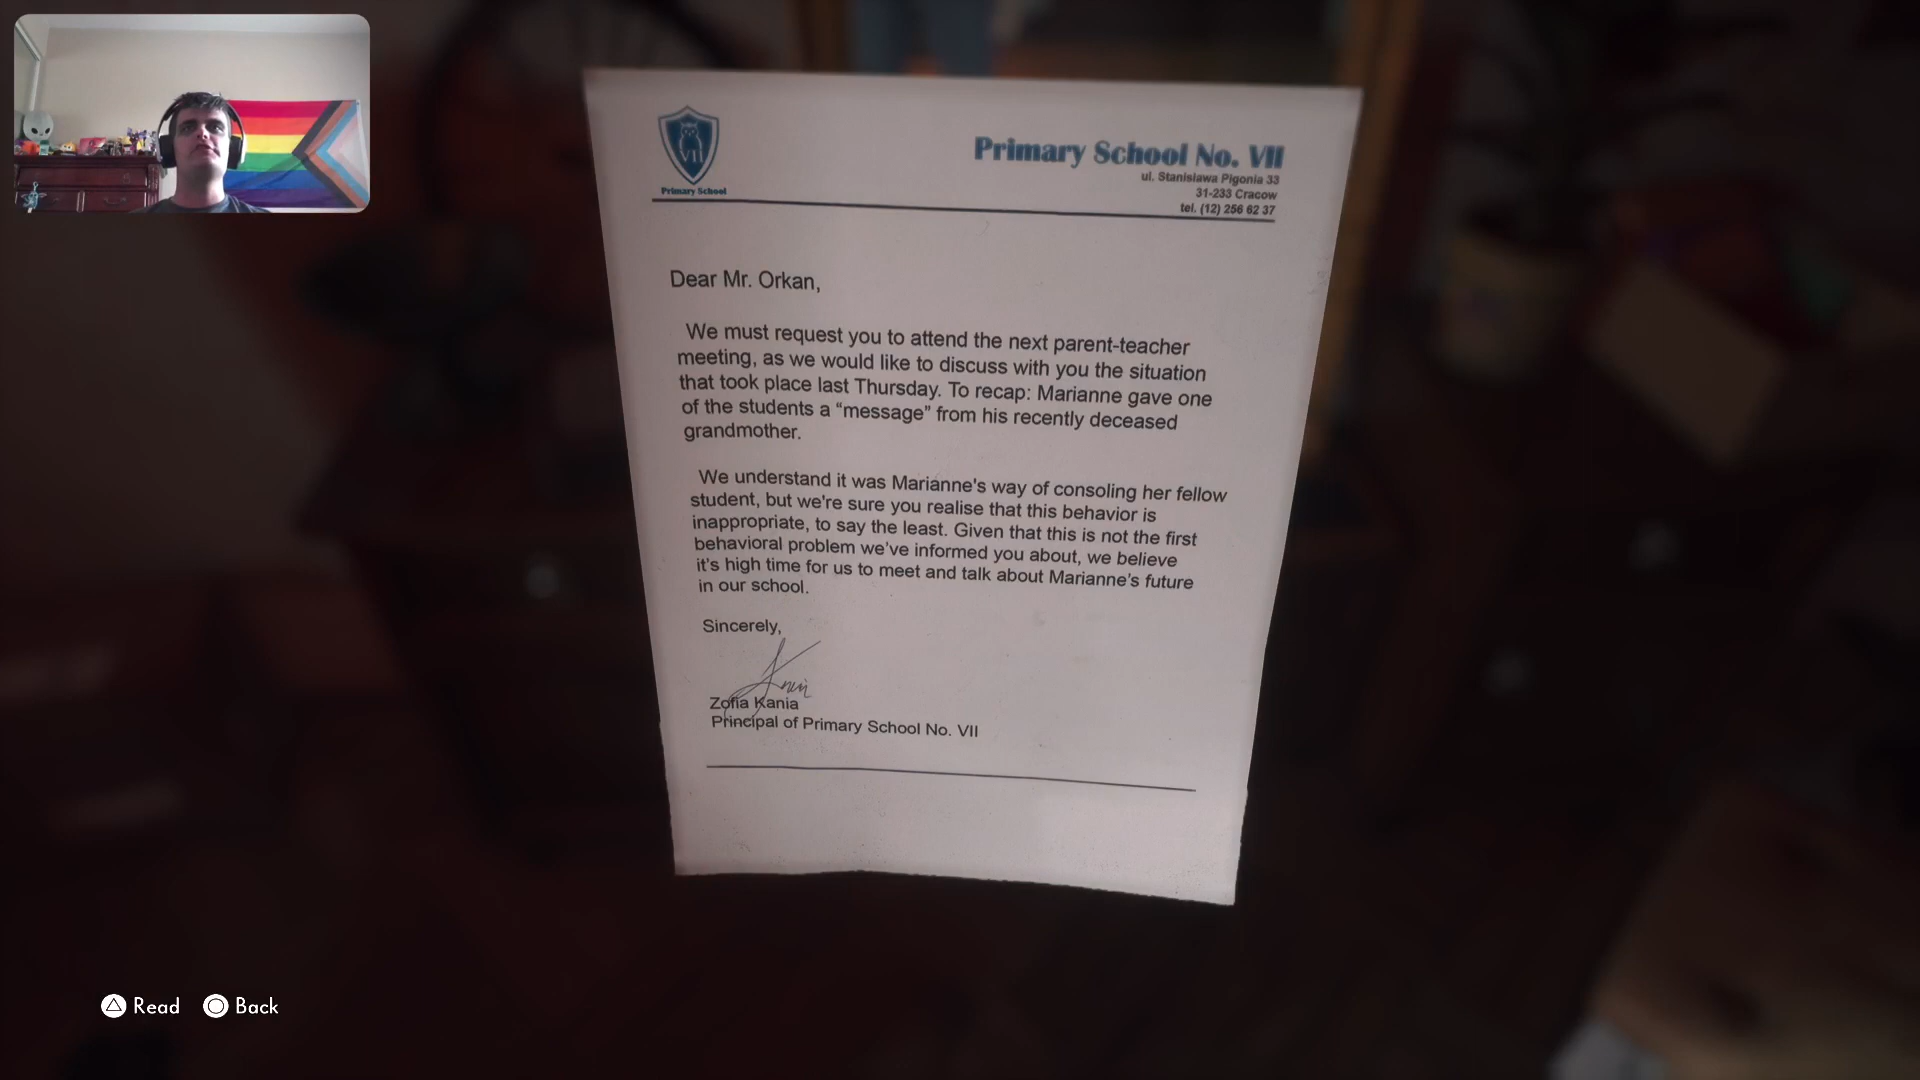 VII
Primary School
Primary School No. VII
ul. Stanislawa Pigonia 33
31-233 Cracow
tel. (12) 256 62 37
Dear Mr. Orkan,
We must request you to attend the next parent-teacher
meeting, as we would like to discuss with you the situation
that took place last Thursday. To recap: Marianne gave one
of the students a “message” from his recently deceased
grandmother.
We understand it was Marianne's way of consoling her fellow
student, but we're sure you realise that this behavior is
inappropriate, to say the least. Given that this is not the first
behavioral problem we've informed you about, we believe
it's high time for us to meet and talk about Marianne's future
in our school.
Sincerely,
Zofia Kania
Principal of Primary School No. VII
Read
Back